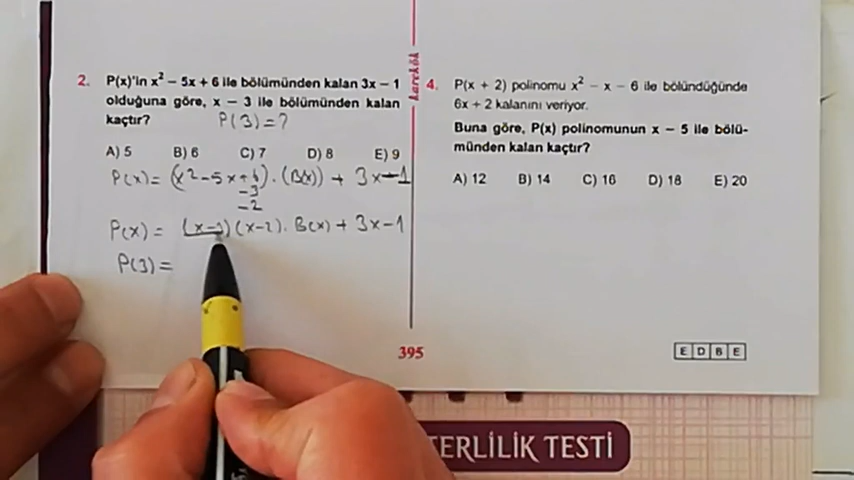 2. P(x)'in x² – 5x + 6 ile bölümünden kalan 3x – 1
olduğuna göre, x – 3 ile bölümünden kalan
kaçtır? P(3)=?
A) 5 B) 6 C) 7 D) 8 E) 9
P(x)= (x²-5x+6).(B(x)) + 3x-1
-3
-2
P(x)= (x-3)(x-2).B(x)+3x-1
P(3)=
karekök
4. P(x + 2) polinomu x² – x – 6 ile bölündüğünde
6x + 2 kalanını veriyor.
Buna göre, P(x) polinomunun x – 5 ile bölü-
münden kalan kaçtır?
A) 12 B) 14 C) 16 D) 18 E) 20
395
E D B E
TERLİLİK TESTİ